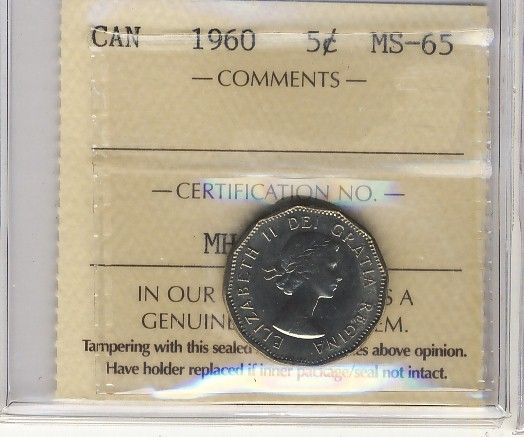 CAN 1960 5¢ MS-65
— COMMENTS —
— CERTIFICATION NO. —
MH
IN OUR S A
GENUINE EM.
Tampering with this sealed es above opinion.
Have holder replaced if inner package/seal not intact.
ELIZABETH II DEI GRATIA REGINA